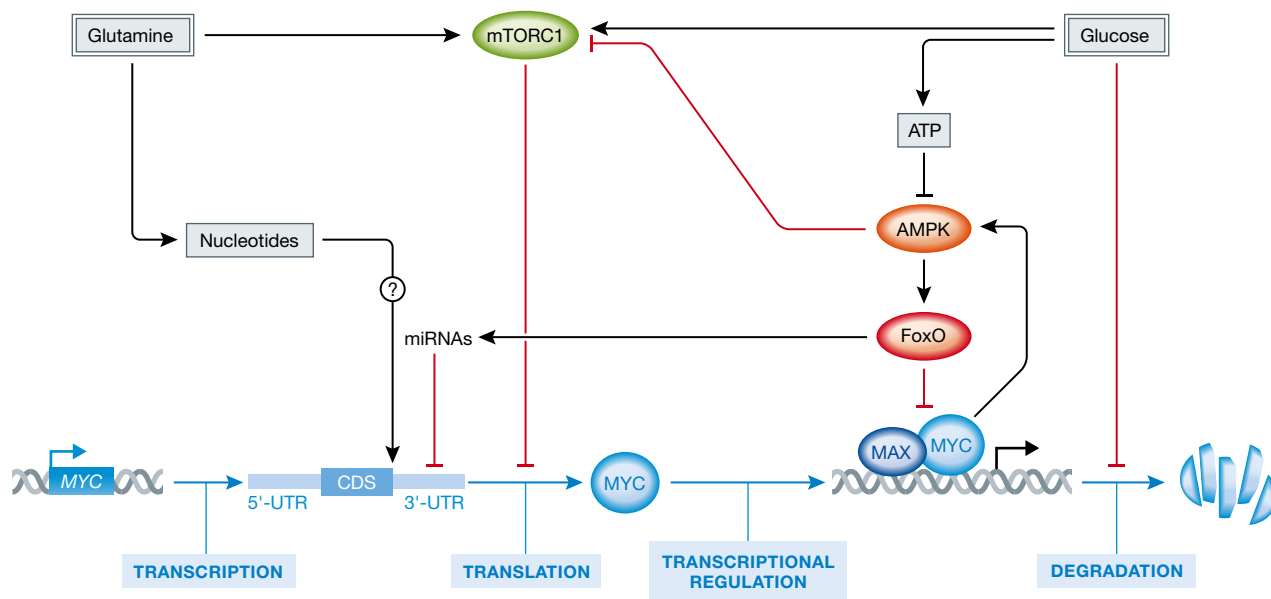 Glutamine
mTORC1
Glucose
ATP
AMPK
Nucleotides
?
miRNAs
FoxO
MAX
MYC
MYC
CDS
MYC
5'-UTR
3'-UTR
TRANSCRIPTION
TRANSLATION
TRANSCRIPTIONAL
REGULATION
DEGRADATION